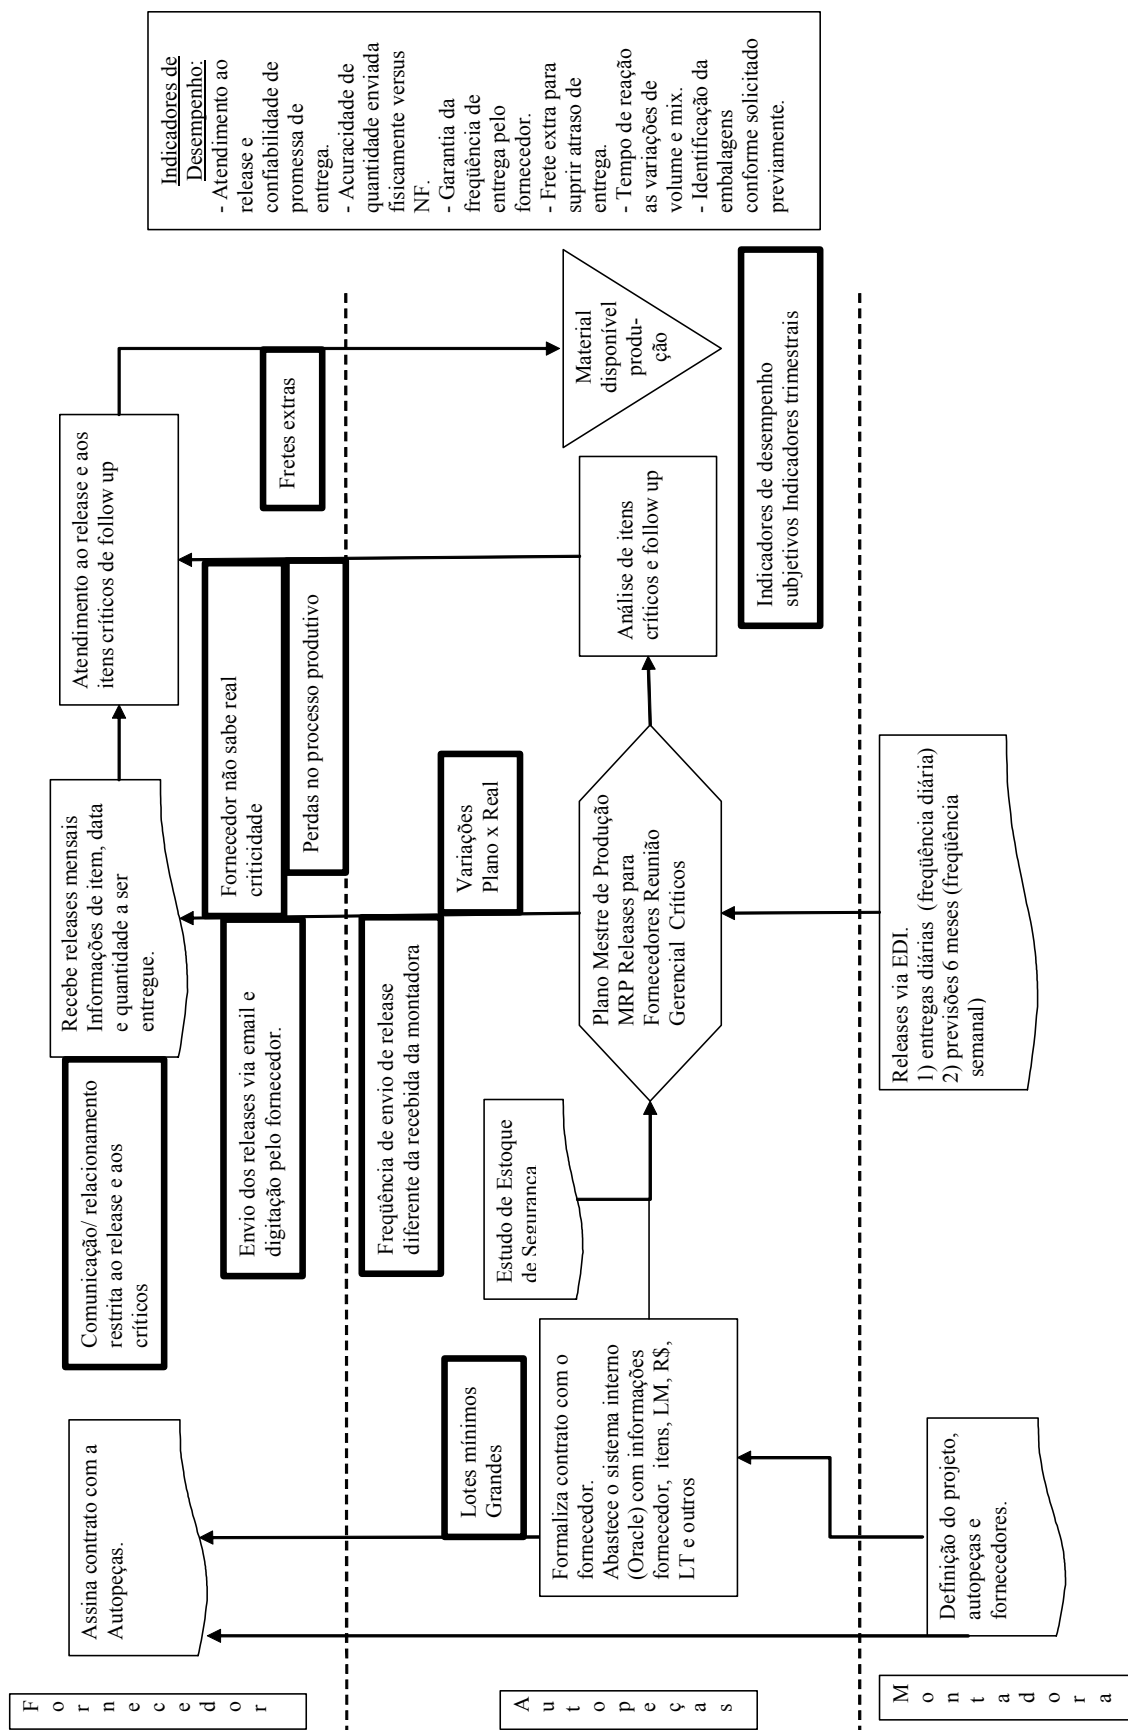 Fornecedor
Assina contrato com a
Autopeças.
Comunicação/ relacionamento
restrita ao release e aos
críticos
Recebe releases mensais
Informações de item, data
e quantidade a ser
entregue.
Atendimento ao release e aos
itens críticos de follow up
Envio dos releases via email e
digitação pelo fornecedor.
Fornecedor não sabe real
criticidade
Perdas no processo produtivo
Fretes extras
Autopeças
Lotes mínimos
Grandes
Freqüência de envio de release
diferente da recebida da montadora
Variações
Plano x Real
Formaliza contrato com o
fornecedor.
Abastece o sistema interno
(Oracle) com informações
fornecedor, itens, LM, R$,
LT e outros
Estudo de Estoque
de Seguranca
Plano Mestre de Produção
MRP Releases para
Fornecedores Reunião
Gerencial Críticos
Análise de itens
críticos e follow up
Material
disponível
produ-
ção
Indicadores de desempenho
subjetivos Indicadores trimestrais
Montadora
Definição do projeto,
autopeças e
fornecedores.
Releases via EDI.
1) entregas diárias (freqüência diária)
2) previsões 6 meses (freqüência
semanal)
Indicadores de
Desempenho:
- Atendimento ao
release e
confiabilidade de
promessa de
entrega.
- Acuracidade de
quantidade enviada
fisicamente versus
NF.
- Garantia da
freqüência de
entrega pelo
fornecedor.
- Frete extra para
suprir atraso de
entrega.
- Tempo de reação
as variações de
volume e mix.
- Identificação da
embalagens
conforme solicitado
previamente.